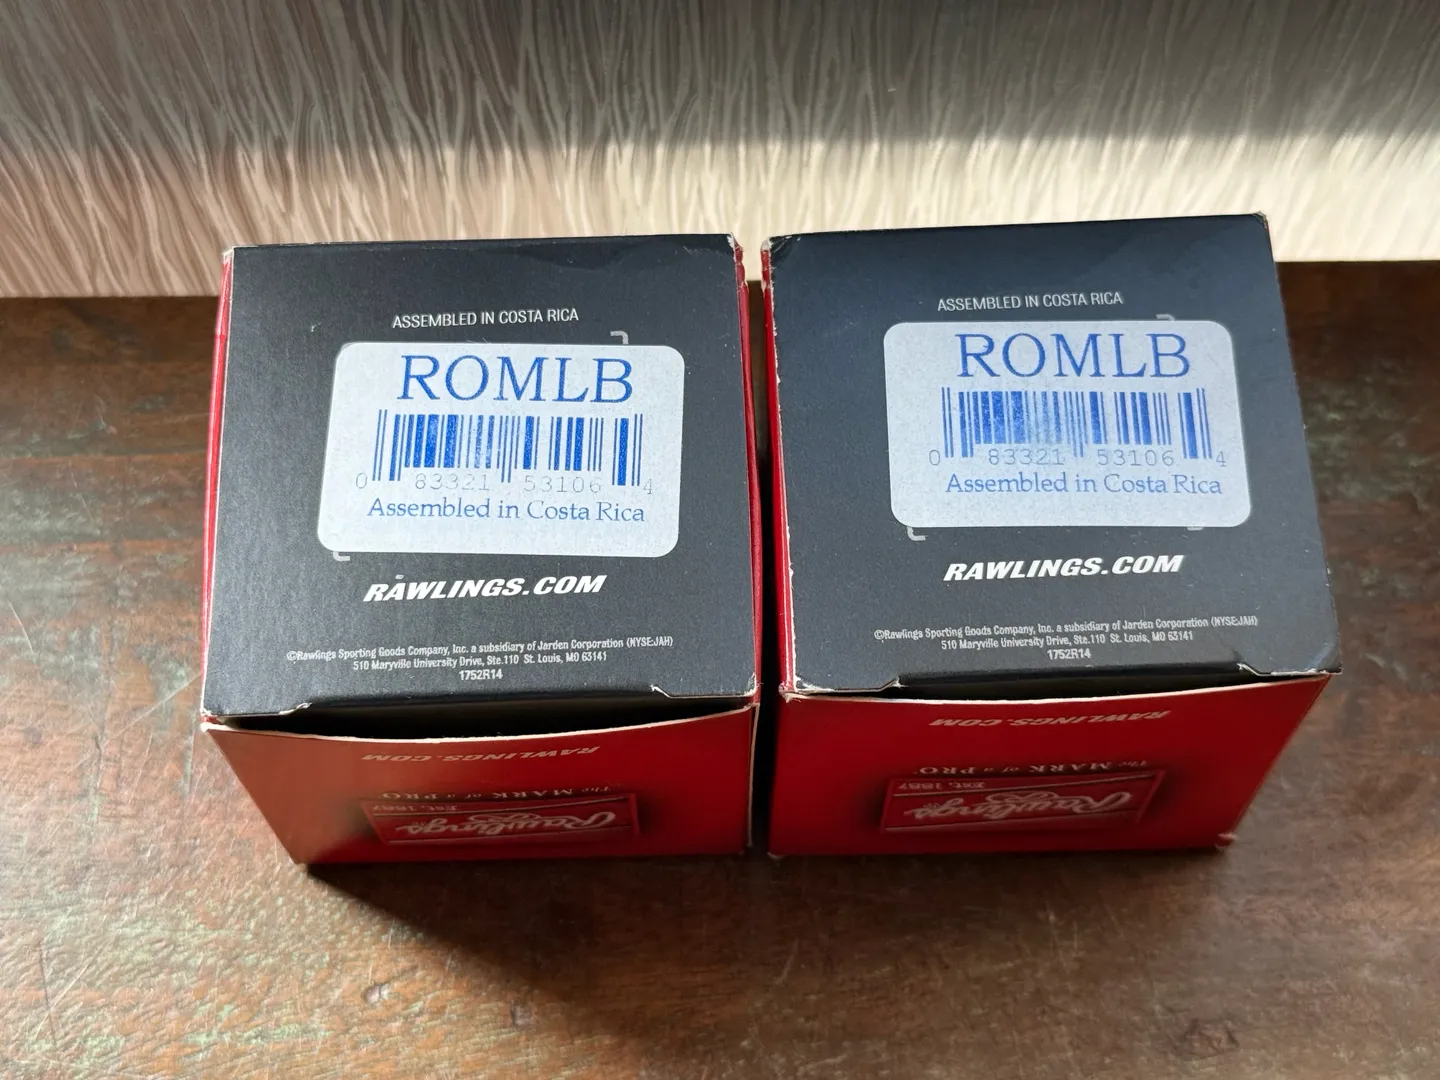 ASSEMBLED IN COSTA RICA
ROMLB
0 83321 53106 4
Assembled in Costa Rica
RAWLINGS.COM
©Rawlings Sporting Goods Company, Inc. a subsidiary of Jarden Corporation (NYSE:JAH)
510 Maryville University Drive, Ste.110 St. Louis, MO 63141
1752R14
RAWLINGS.COM
The MARK of a PRO
Rawlings
Est. 1887
ASSEMBLED IN COSTA RICA
ROMLB
0 83321 53106 4
Assembled in Costa Rica
RAWLINGS.COM
©Rawlings Sporting Goods Company, Inc. a subsidiary of Jarden Corporation (NYSE:JAH)
510 Maryville University Drive, Ste.110 St. Louis, MO 63141
1752R14
RAWLINGS.COM
The MARK of a PRO
Rawlings
Est. 1887